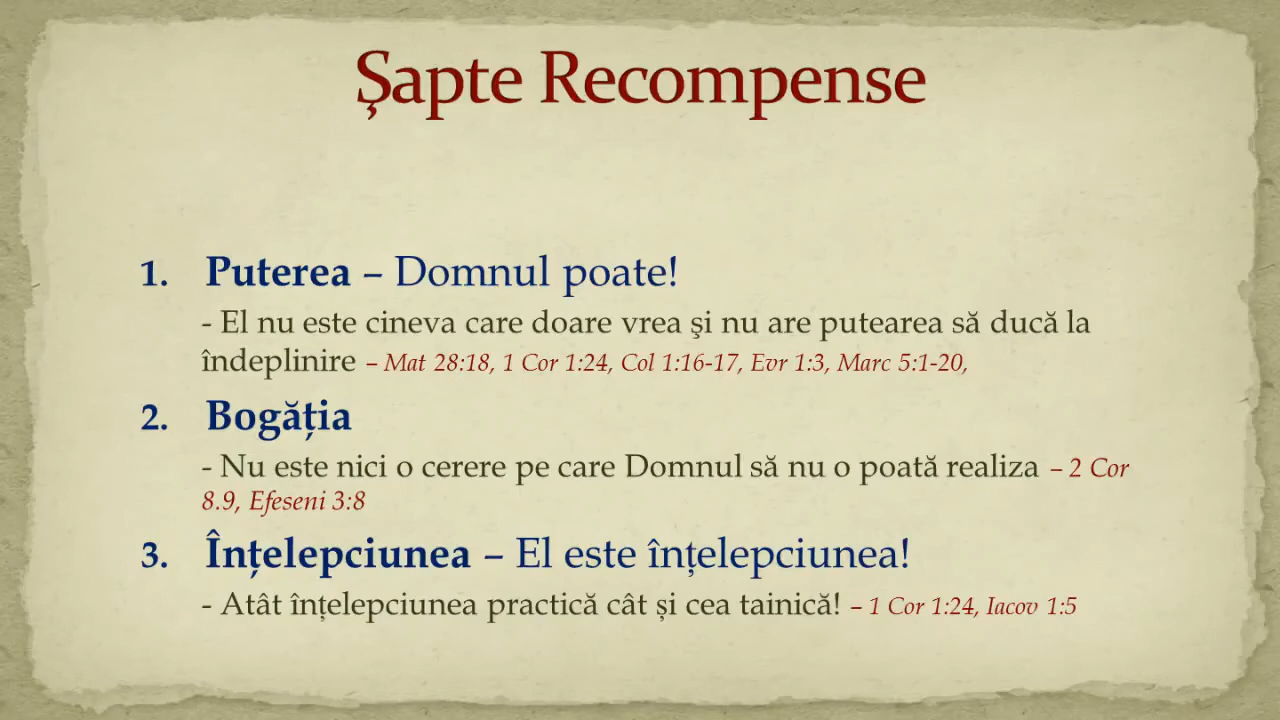 Şapte Recompense
1. Puterea – Domnul poate!
- El nu este cineva care doare vrea şi nu are putearea să ducă la
îndeplinire – Mat 28:18, 1 Cor 1:24, Col 1:16-17, Evr 1:3, Marc 5:1-20,
2. Bogăția
- Nu este nici o cerere pe care Domnul să nu o poată realiza – 2 Cor
8.9, Efeseni 3:8
3. Înțelepciunea – El este înțelepciunea!
- Atât înțelepciunea practică cât și cea tainică! – 1 Cor 1:24, Iacov 1:5